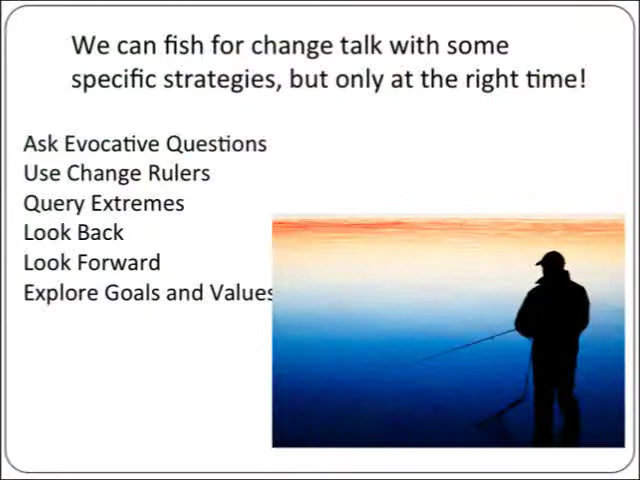 We can fish for change talk with some
specific strategies, but only at the right time!
Ask Evocative Questions
Use Change Rulers
Query Extremes
Look Back
Look Forward
Explore Goals and Values